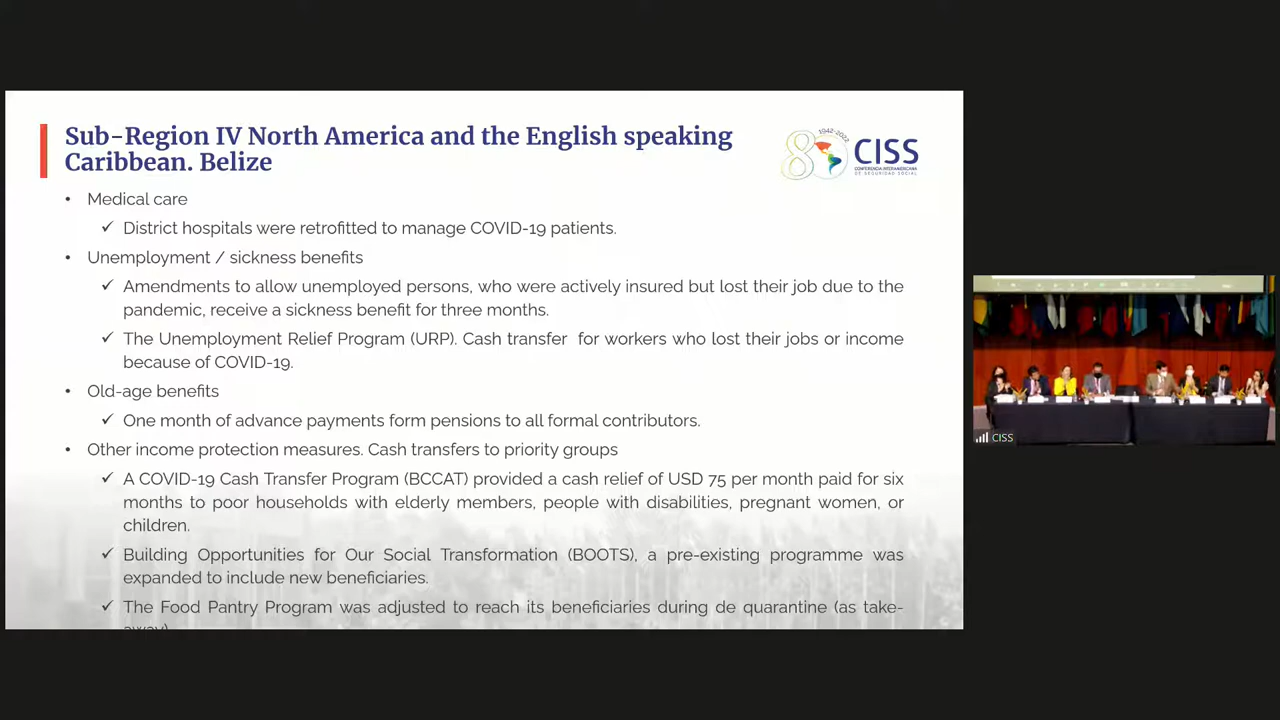 Sub-Region IV North America and the English speaking
Caribbean. Belize
1942-2022
CISS
CONFERENCIA INTERAMERICANA
DE SEGURIDAD SOCIAL
• Medical care
✓ District hospitals were retrofitted to manage COVID-19 patients.
• Unemployment / sickness benefits
✓ Amendments to allow unemployed persons, who were actively insured but lost their job due to the
pandemic, receive a sickness benefit for three months.
✓ The Unemployment Relief Program (URP). Cash transfer for workers who lost their jobs or income
because of COVID-19.
• Old-age benefits
✓ One month of advance payments form pensions to all formal contributors.
• Other income protection measures. Cash transfers to priority groups
✓ A COVID-19 Cash Transfer Program (BCCAT) provided a cash relief of USD 75 per month paid for six
months to poor households with elderly members, people with disabilities, pregnant women, or
children.
✓ Building Opportunities for Our Social Transformation (BOOTS), a pre-existing programme was
expanded to include new beneficiaries.
✓ The Food Pantry Program was adjusted to reach its beneficiaries during de quarantine (as take-
away)
CISS